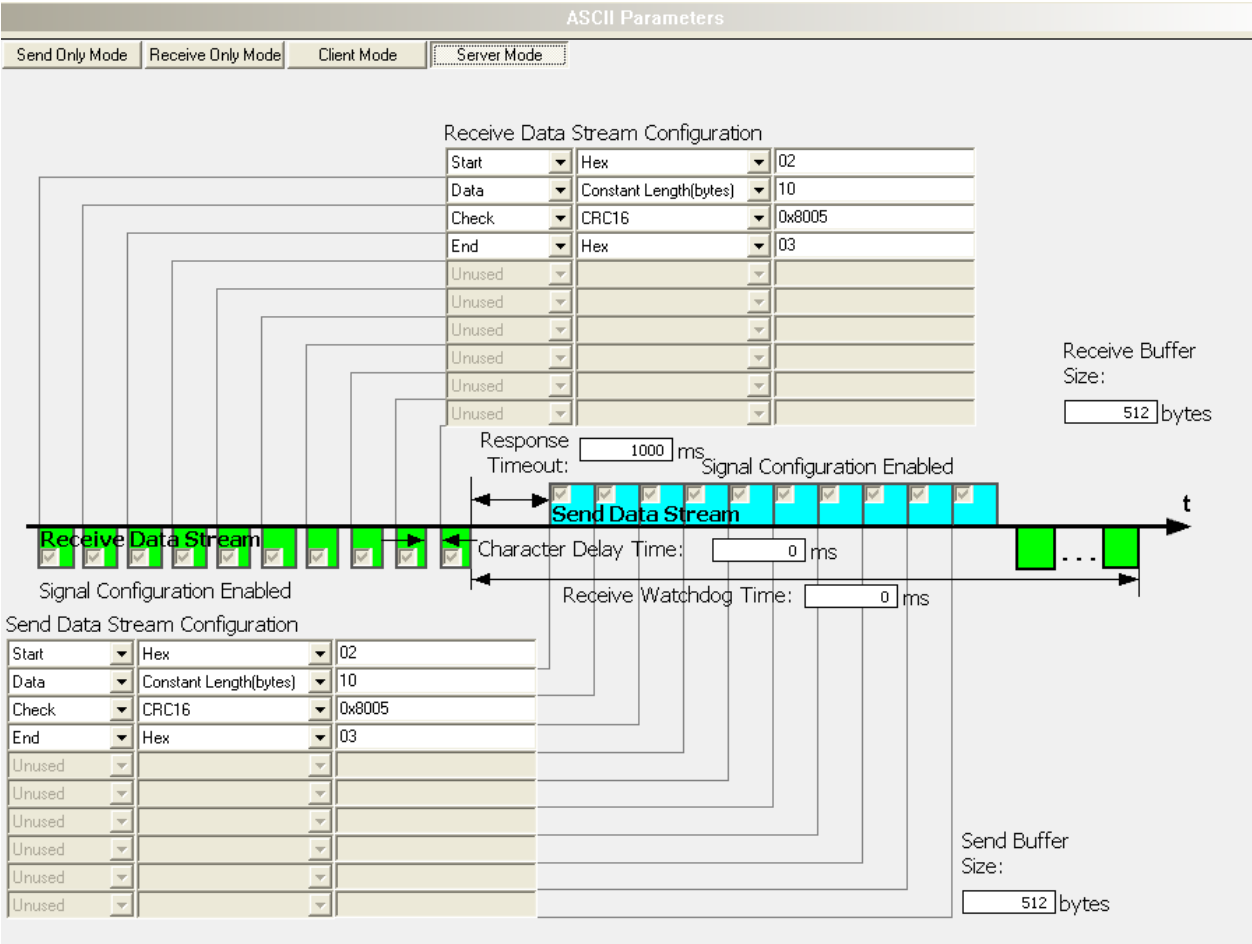 ASCII Parameters
Send Only Mode Receive Only Mode Client Mode Server Mode
Receive Data Stream Configuration
Start Hex 02
Data Constant Length(bytes) 10
Check CRC16 0x8005
End Hex 03
Unused
Unused
Unused
Unused
Unused
Unused
Receive Buffer
Size:
512 bytes
Response
Timeout: 1000 ms
Signal Configuration Enabled
Send Data Stream
t
Receive Data Stream
Character Delay Time: 0 ms
...
Signal Configuration Enabled
Receive Watchdog Time: 0 ms
Send Data Stream Configuration
Start Hex 02
Data Constant Length(bytes) 10
Check CRC16 0x8005
End Hex 03
Unused
Unused
Unused
Unused
Unused
Unused
Send Buffer
Size:
512 bytes